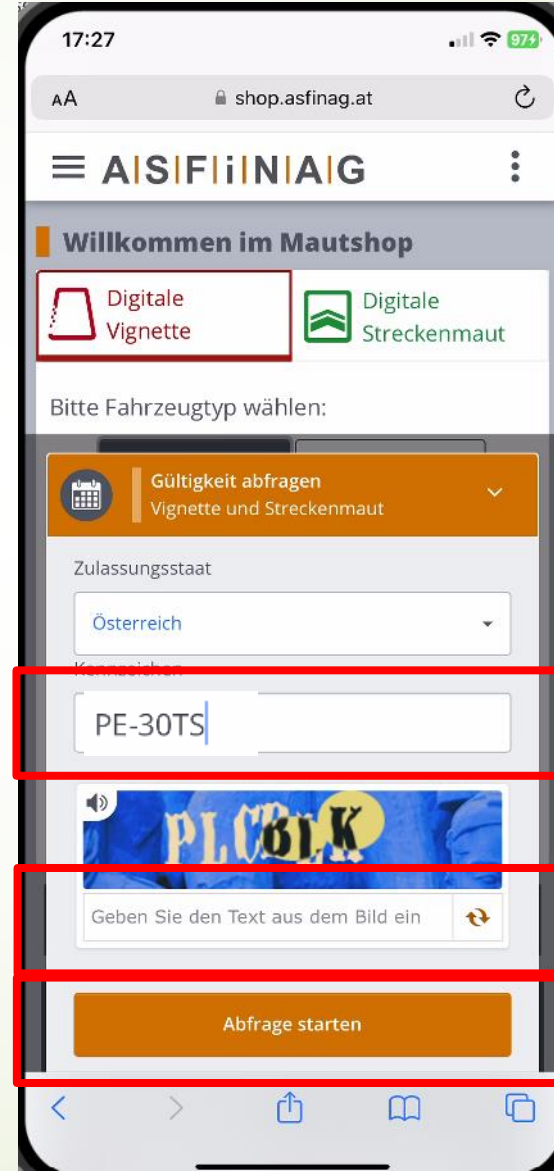 17:27
97
AA shop.asfinag.at
A|S|F|i|N|A|G
Willkommen im Mautshop
Digitale Vignette
Digitale Streckenmaut
Bitte Fahrzeugtyp wählen:
Gültigkeit abfragen
Vignette und Streckenmaut
Zulassungsstaat
Österreich
Kennzeichen
PE-30TS
PLCBLK
Geben Sie den Text aus dem Bild ein
Abfrage starten